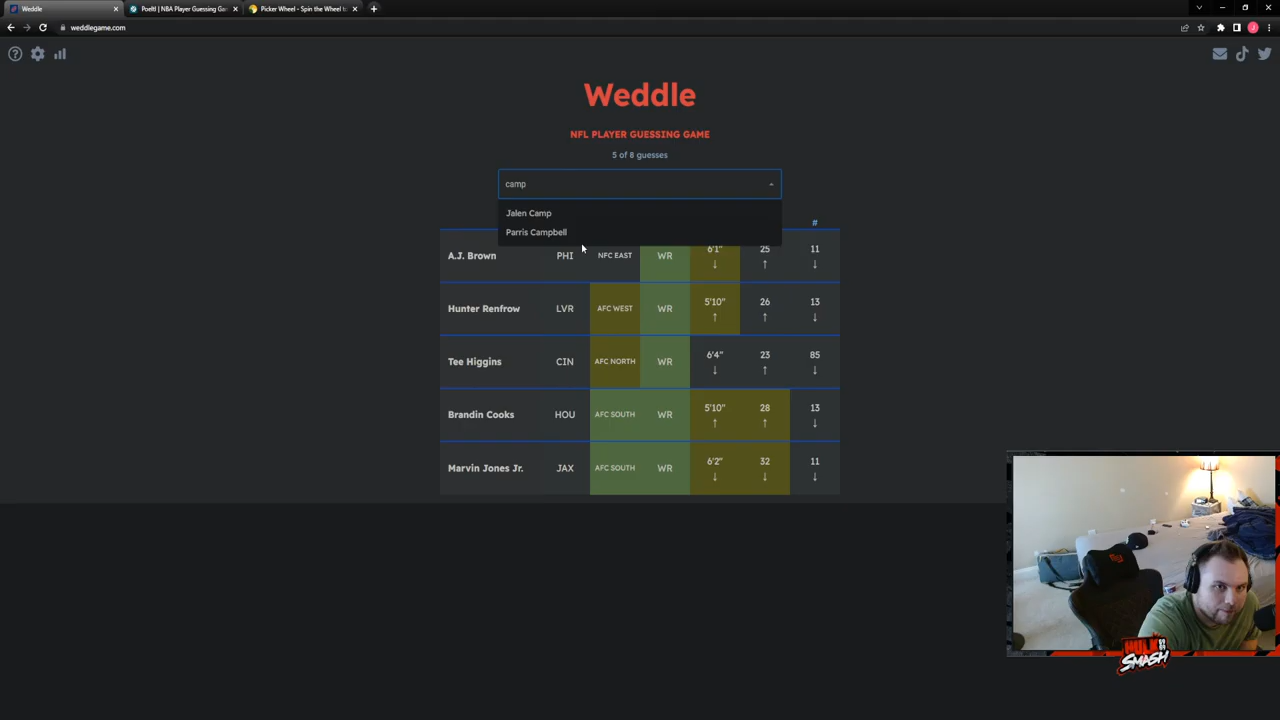 Weddle
Poeltl | NBA Player Guessing Ga
Picker Wheel - Spin the Wheel to
weddlegame.com
J
Weddle
NFL PLAYER GUESSING GAME
5 of 8 guesses
camp
Jalen Camp
Parris Campbell
#
A.J. Brown PHI NFC EAST WR 6'1" ↓ 25 ↑ 11 ↓
Hunter Renfrow LVR AFC WEST WR 5'10" ↑ 26 ↑ 13 ↓
Tee Higgins CIN AFC NORTH WR 6'4" ↓ 23 ↑ 85 ↓
Brandin Cooks HOU AFC SOUTH WR 5'10" ↑ 28 ↑ 13 ↓
Marvin Jones Jr. JAX AFC SOUTH WR 6'2" ↓ 32 ↓ 11 ↓
HULK
SMASH